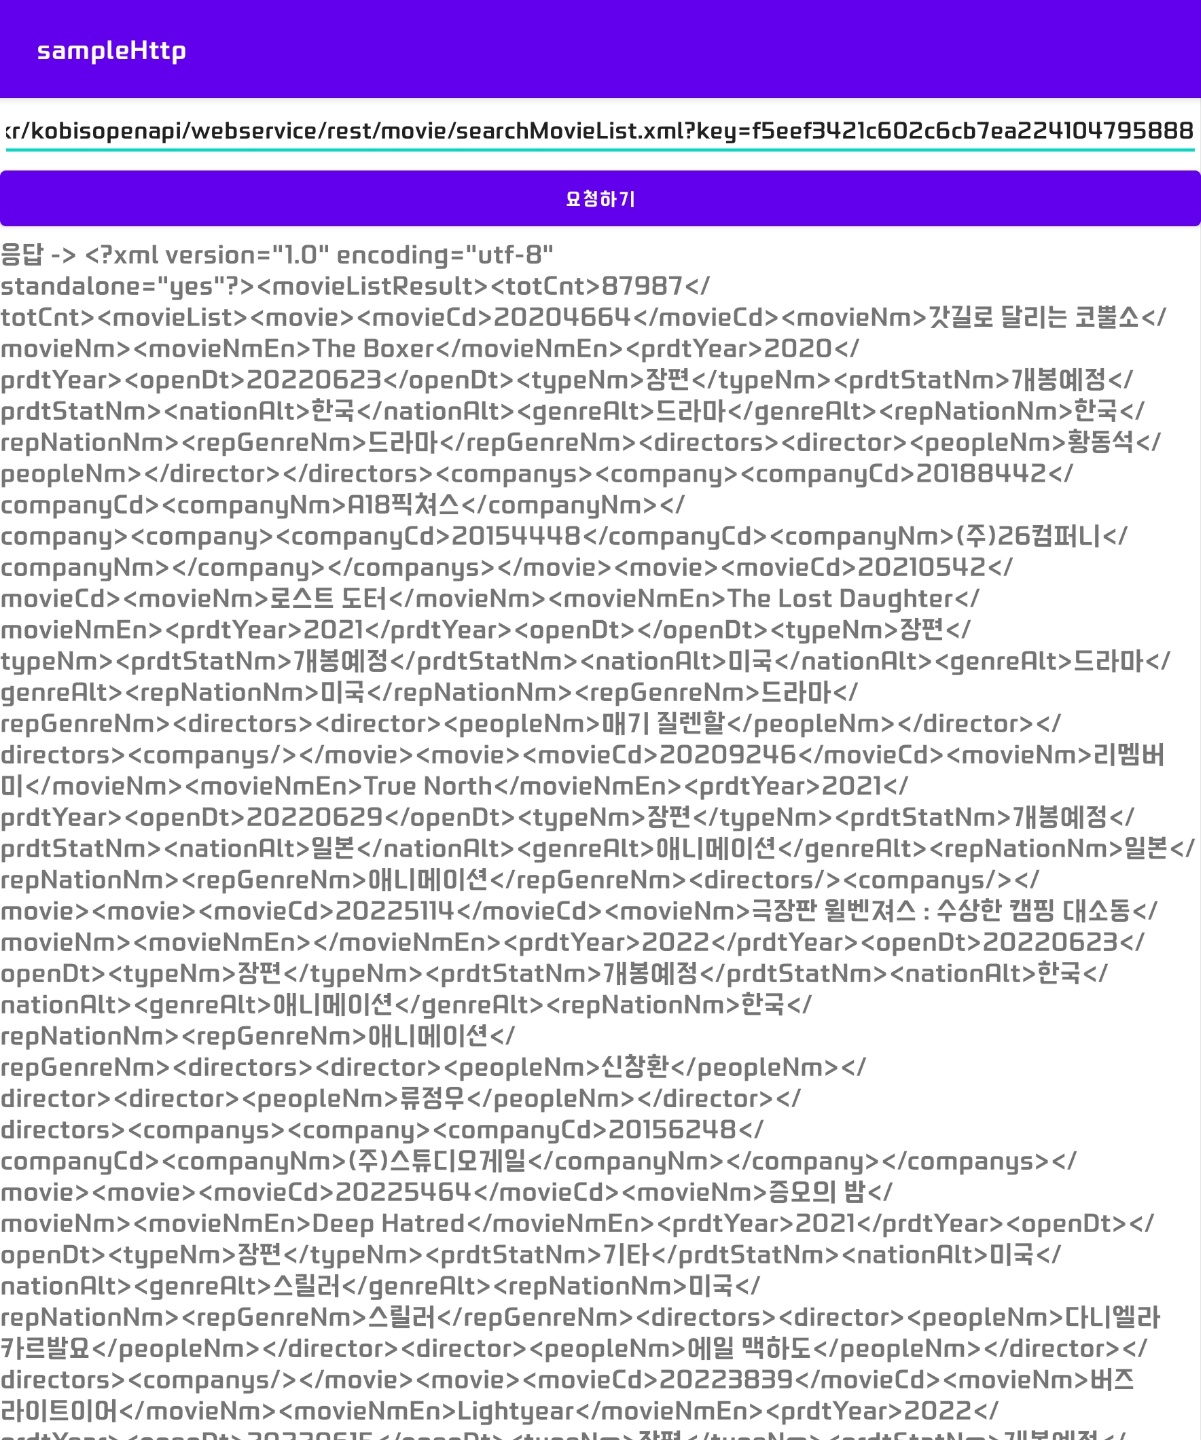 sampleHttp
kr/kobisopenapi/webservice/rest/movie/searchMovieList.xml?key=f5eef3421c602c6cb7ea224104795888
요청하기
응답 -> <?xml version="1.0" encoding="utf-8"
standalone="yes"?><movieListResult><totCnt>87987</
totCnt><movieList><movie><movieCd>20204664</movieCd><movieNm>갓길로 달리는 코뿔소</
movieNm><movieNmEn>The Boxer</movieNmEn><prdtYear>2020</
prdtYear><openDt>20220623</openDt><typeNm>장편</typeNm><prdtStatNm>개봉예정</
prdtStatNm><nationAlt>한국</nationAlt><genreAlt>드라마</genreAlt><repNationNm>한국</
repNationNm><repGenreNm>드라마</repGenreNm><directors><director><peopleNm>황동석</
peopleNm></director></directors><companys><company><companyCd>20188442</
companyCd><companyNm>A18픽쳐스</companyNm></
company><company><companyCd>20154448</companyCd><companyNm>(주)26컴퍼니</
companyNm></company></companys></movie><movie><movieCd>20210542</
movieCd><movieNm>로스트 도터</movieNm><movieNmEn>The Lost Daughter</
movieNmEn><prdtYear>2021</prdtYear><openDt></openDt><typeNm>장편</
typeNm><prdtStatNm>개봉예정</prdtStatNm><nationAlt>미국</nationAlt><genreAlt>드라마</
genreAlt><repNationNm>미국</repNationNm><repGenreNm>드라마</
repGenreNm><directors><director><peopleNm>매기 질렌할</peopleNm></director></
directors><companys/></movie><movie><movieCd>20209246</movieCd><movieNm>리멤버
미</movieNm><movieNmEn>True North</movieNmEn><prdtYear>2021</
prdtYear><openDt>20220629</openDt><typeNm>장편</typeNm><prdtStatNm>개봉예정</
prdtStatNm><nationAlt>일본</nationAlt><genreAlt>애니메이션</genreAlt><repNationNm>일본</
repNationNm><repGenreNm>애니메이션</repGenreNm><directors/><companys/></
movie><movie><movieCd>20225114</movieCd><movieNm>극장판 윌벤져스 : 수상한 캠핑 대소동</
movieNm><movieNmEn></movieNmEn><prdtYear>2022</prdtYear><openDt>20220623</
openDt><typeNm>장편</typeNm><prdtStatNm>개봉예정</prdtStatNm><nationAlt>한국</
nationAlt><genreAlt>애니메이션</genreAlt><repNationNm>한국</
repNationNm><repGenreNm>애니메이션</
repGenreNm><directors><director><peopleNm>신창환</peopleNm></
director><director><peopleNm>류정우</peopleNm></director></
directors><companys><company><companyCd>20156248</
companyCd><companyNm>(주)스튜디오게일</companyNm></company></companys></
movie><movie><movieCd>20225464</movieCd><movieNm>증오의 밤</
movieNm><movieNmEn>Deep Hatred</movieNmEn><prdtYear>2021</prdtYear><openDt></
openDt><typeNm>장편</typeNm><prdtStatNm>기타</prdtStatNm><nationAlt>미국</
nationAlt><genreAlt>스릴러</genreAlt><repNationNm>미국</
repNationNm><repGenreNm>스릴러</repGenreNm><directors><director><peopleNm>다니엘라
카르발요</peopleNm></director><director><peopleNm>에일 맥하도</peopleNm></director></
directors><companys/></movie><movie><movieCd>20223839</movieCd><movieNm>버즈
라이트이어</movieNm><movieNmEn>Lightyear</movieNmEn><prdtYear>2022</
prdtYear><openDt>20220615</openDt><typeNm>장편</typeNm><prdtStatNm>개봉예정</